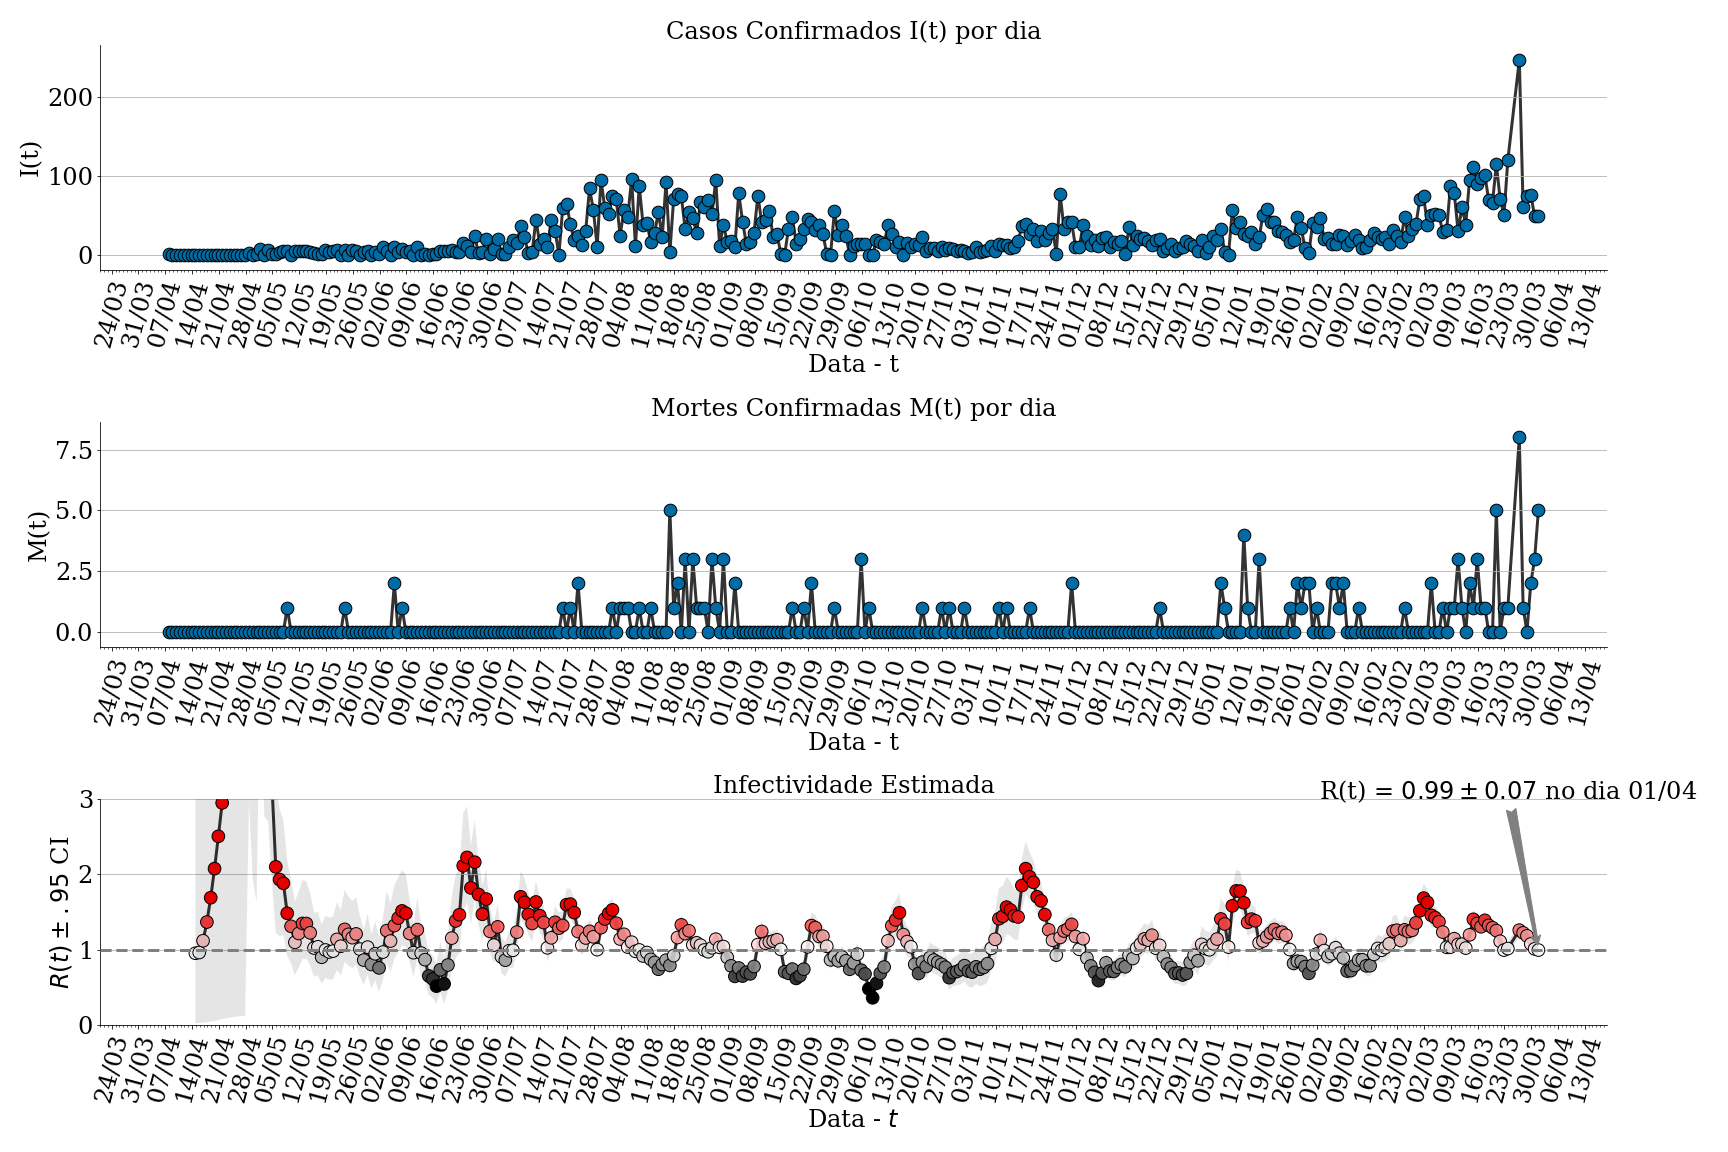 Casos Confirmados I(t) por dia
I(t)
200
100
0
24/03 31/03 07/04 14/04 21/04 28/04 05/05 12/05 19/05 26/05 02/06 09/06 16/06 23/06 30/06 07/07 14/07 21/07 28/07 04/08 11/08 18/08 25/08 01/09 08/09 15/09 22/09 29/09 06/10 13/10 20/10 27/10 03/11 10/11 17/11 24/11 01/12 08/12 15/12 22/12 29/12 05/01 12/01 19/01 26/01 02/02 09/02 16/02 23/02 02/03 09/03 16/03 23/03 30/03 06/04 13/04
Data - t
Mortes Confirmadas M(t) por dia
M(t)
7.5
5.0
2.5
0.0
24/03 31/03 07/04 14/04 21/04 28/04 05/05 12/05 19/05 26/05 02/06 09/06 16/06 23/06 30/06 07/07 14/07 21/07 28/07 04/08 11/08 18/08 25/08 01/09 08/09 15/09 22/09 29/09 06/10 13/10 20/10 27/10 03/11 10/11 17/11 24/11 01/12 08/12 15/12 22/12 29/12 05/01 12/01 19/01 26/01 02/02 09/02 16/02 23/02 02/03 09/03 16/03 23/03 30/03 06/04 13/04
Data - t
Infectividade Estimada
R(t) = 0.99 ± 0.07 no dia 01/04
R(t) ± .95 CI
3
2
1
0
24/03 31/03 07/04 14/04 21/04 28/04 05/05 12/05 19/05 26/05 02/06 09/06 16/06 23/06 30/06 07/07 14/07 21/07 28/07 04/08 11/08 18/08 25/08 01/09 08/09 15/09 22/09 29/09 06/10 13/10 20/10 27/10 03/11 10/11 17/11 24/11 01/12 08/12 15/12 22/12 29/12 05/01 12/01 19/01 26/01 02/02 09/02 16/02 23/02 02/03 09/03 16/03 23/03 30/03 06/04 13/04
Data - t